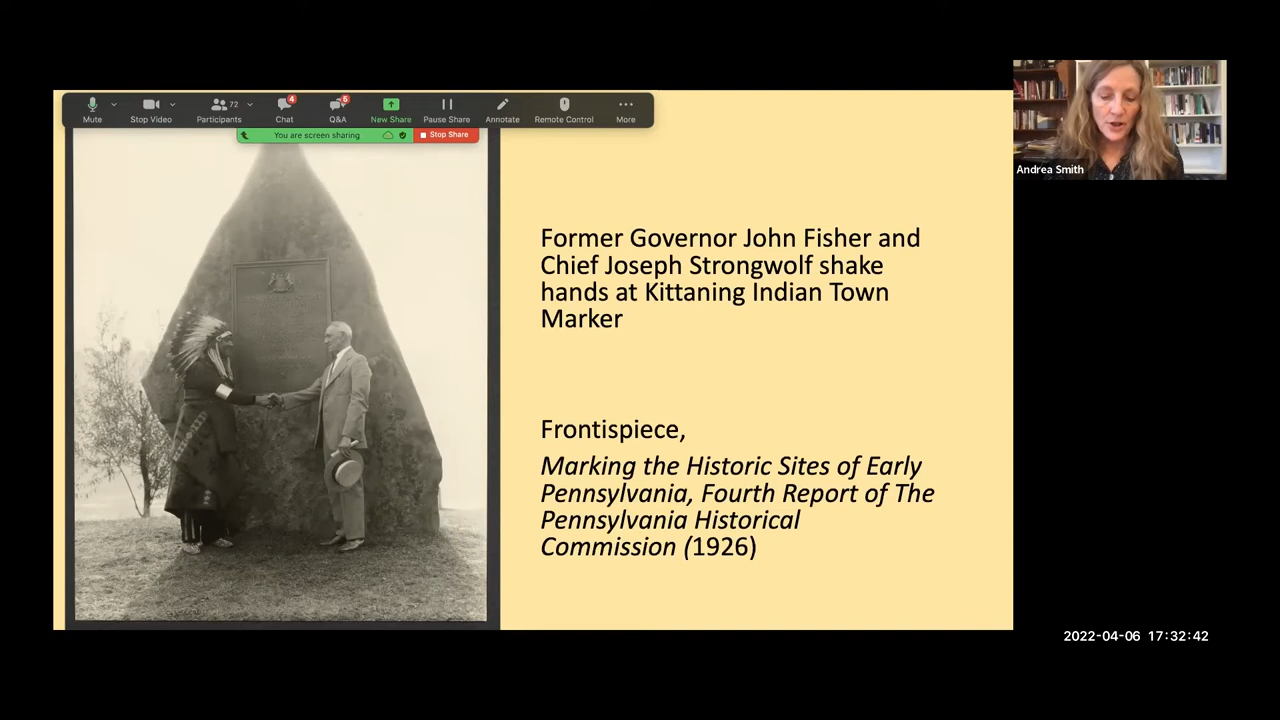 Mute
Stop Video
72
Participants
4
Chat
5
Q&A
New Share
Pause Share
Annotate
Remote Control
More
You are screen sharing
Stop Share
Andrea Smith
Former Governor John Fisher and
Chief Joseph Strongwolf shake
hands at Kittaning Indian Town
Marker
Frontispiece,
Marking the Historic Sites of Early
Pennsylvania, Fourth Report of The
Pennsylvania Historical
Commission (1926)
2022-04-06 17:32:42